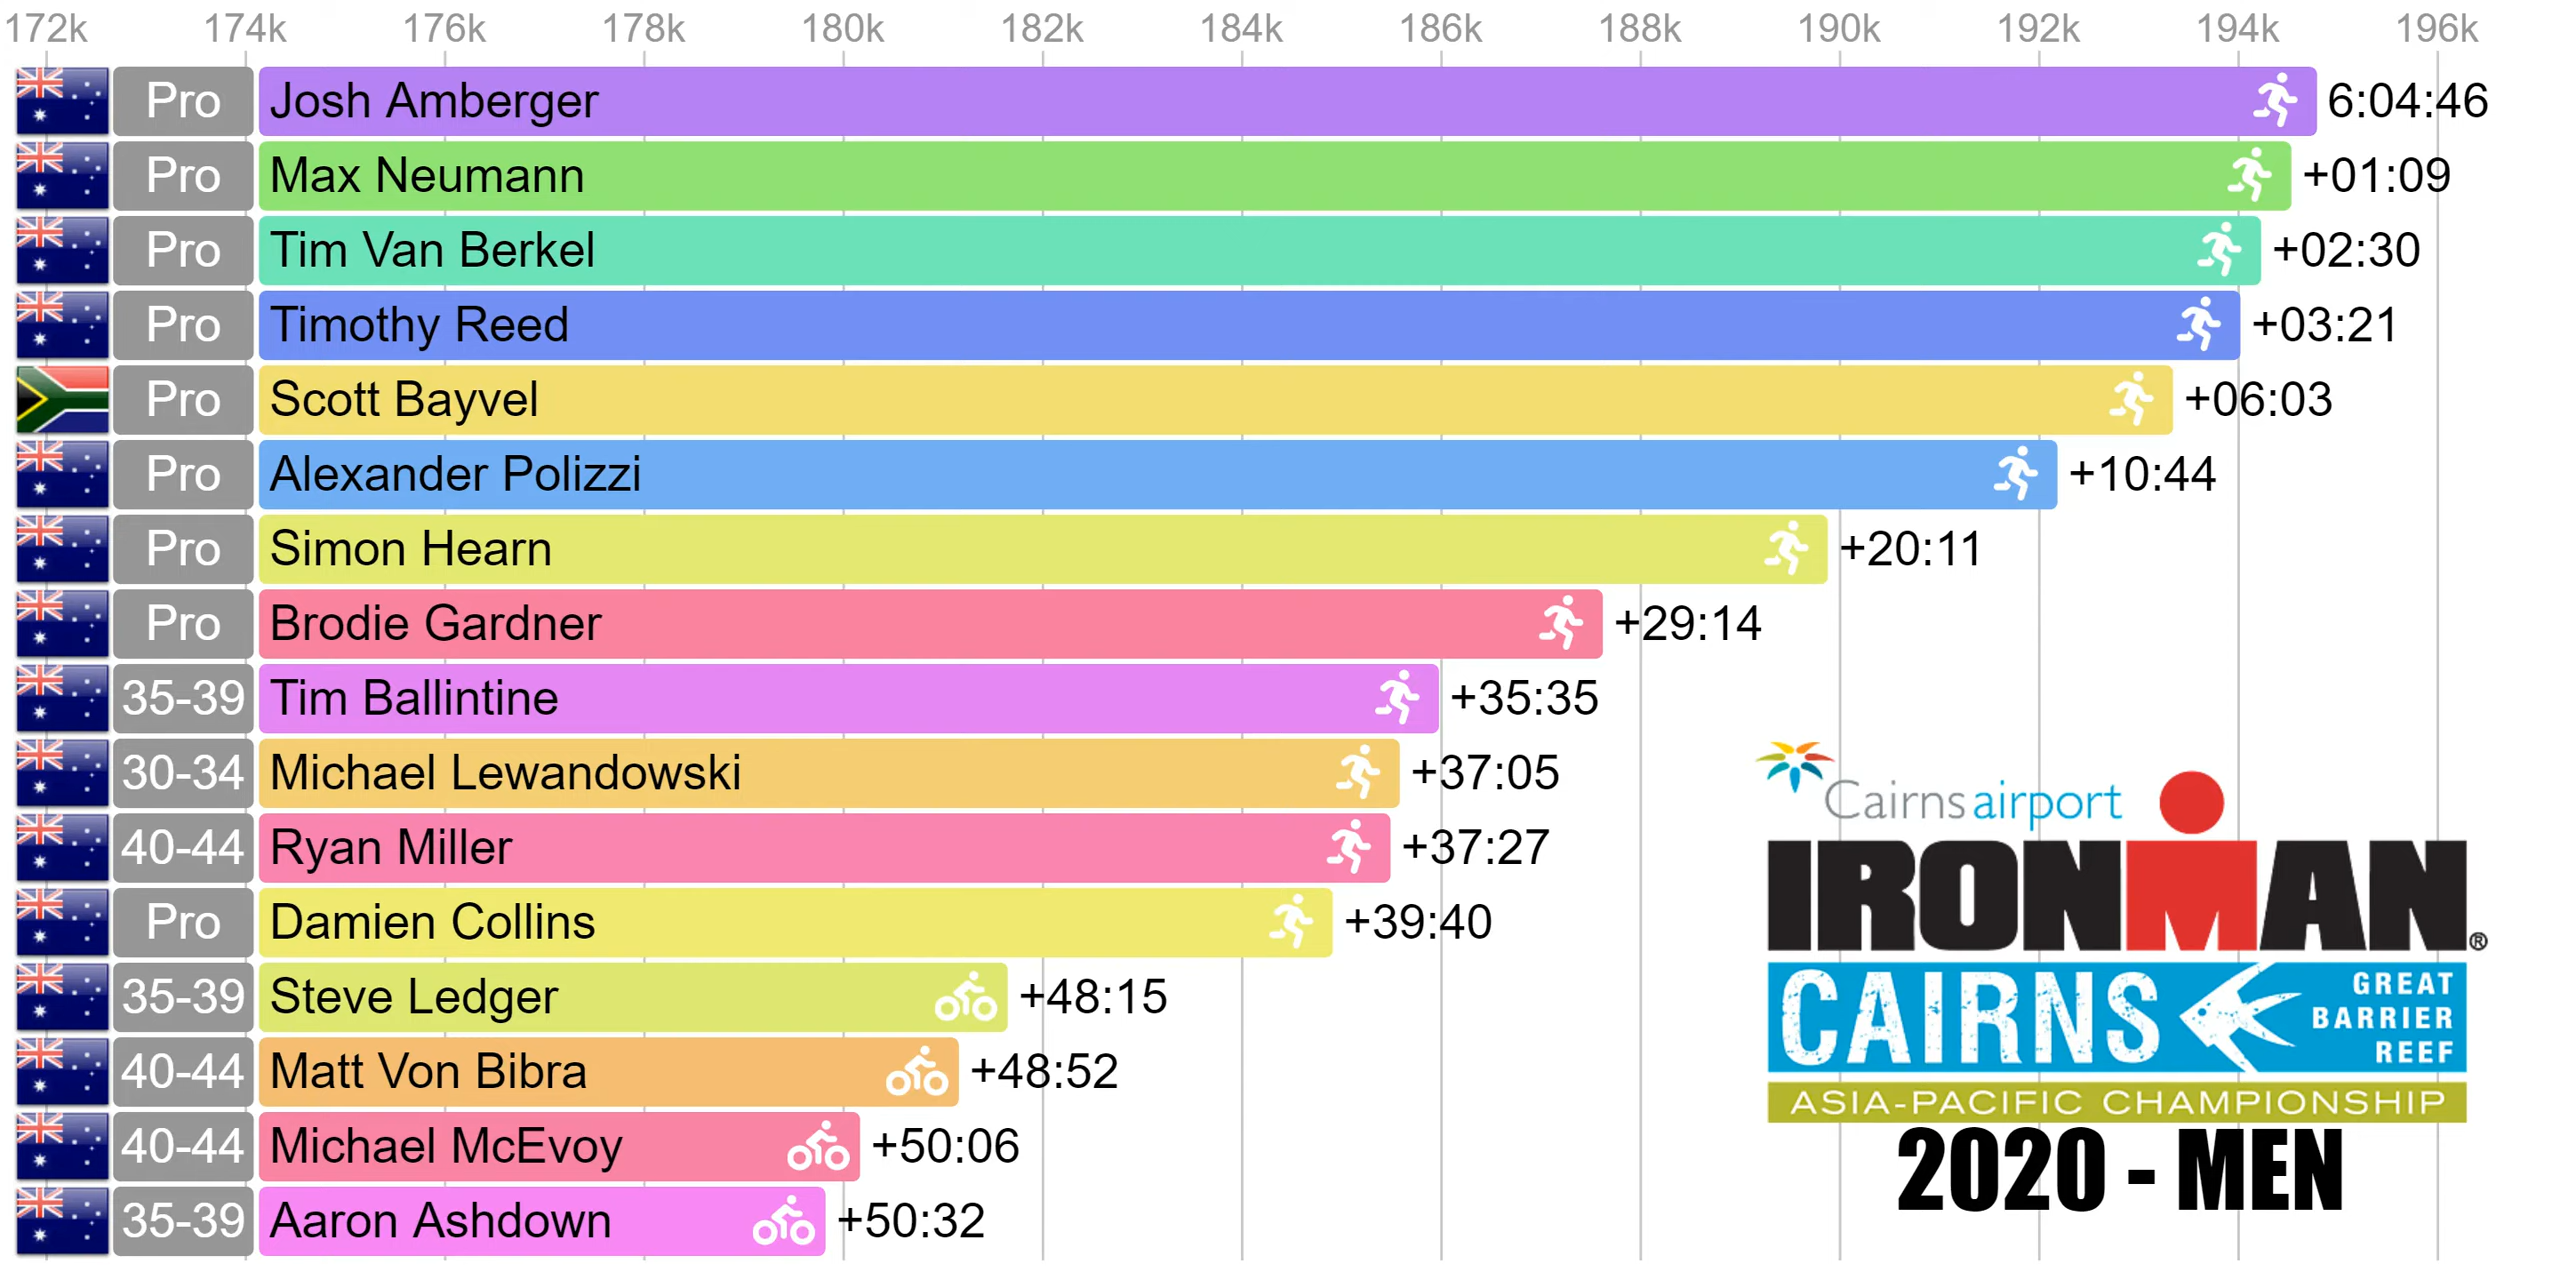 172k 174k 176k 178k 180k 182k 184k 186k 188k 190k 192k 194k 196k
Pro Josh Amberger 6:04:46
Pro Max Neumann +01:09
Pro Tim Van Berkel +02:30
Pro Timothy Reed +03:21
Pro Scott Bayvel +06:03
Pro Alexander Polizzi +10:44
Pro Simon Hearn +20:11
Pro Brodie Gardner +29:14
35-39 Tim Ballintine +35:35
30-34 Michael Lewandowski +37:05
40-44 Ryan Miller +37:27
Pro Damien Collins +39:40
35-39 Steve Ledger +48:15
40-44 Matt Von Bibra +48:52
40-44 Michael McEvoy +50:06
35-39 Aaron Ashdown +50:32
Cairns airport
IRONMAN®
CAIRNS
GREAT
BARRIER
REEF
ASIA-PACIFIC CHAMPIONSHIP
2020 - MEN